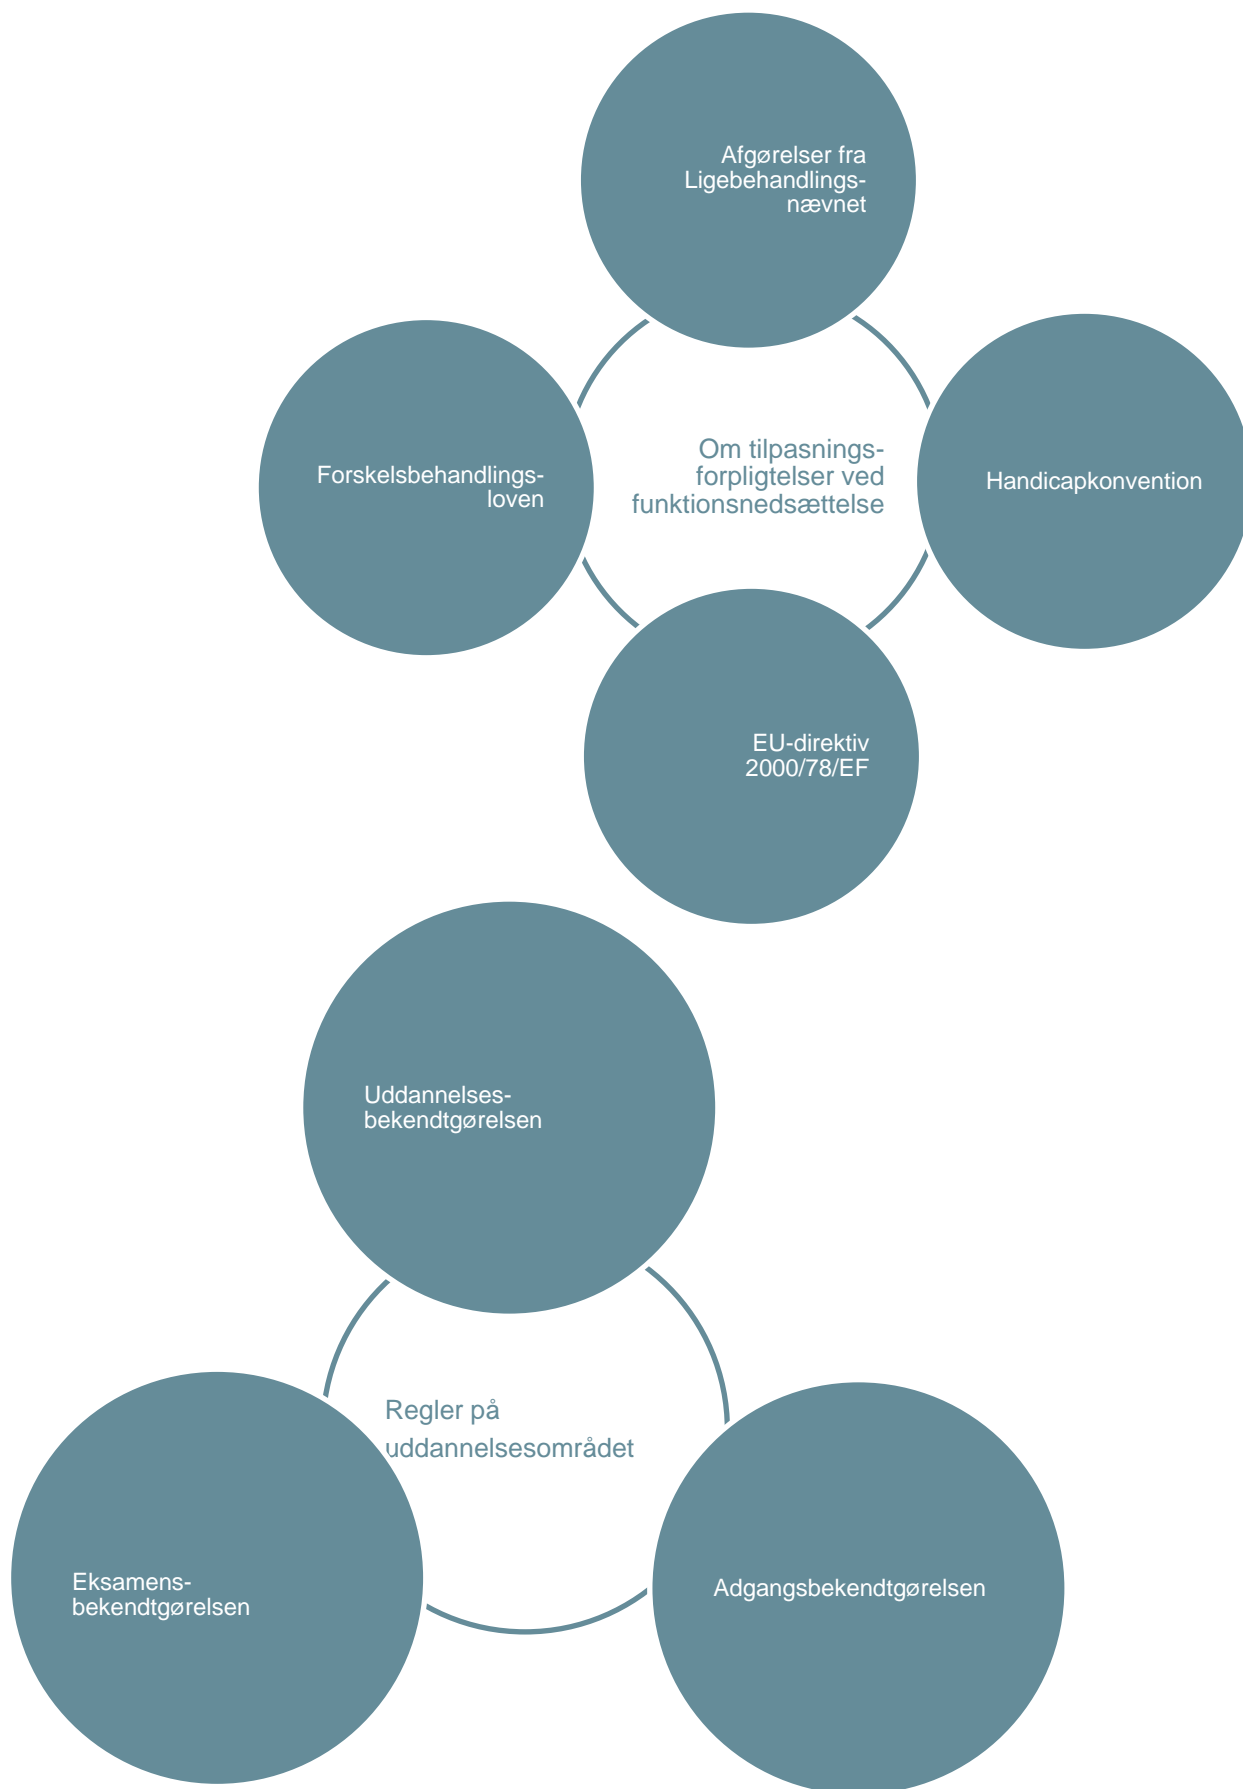 Afgørelser fra
Ligebehandlings-
nævnet
Forskelsbehandlings-
loven
Om tilpasnings-
forpligtelser ved
funktionsnedsættelse
Handicapkonvention
EU-direktiv
2000/78/EF
Uddannelses-
bekendtgørelsen
Regler på
uddannelsesområdet
Eksamens-
bekendtgørelsen
Adgangsbekendtgørelsen